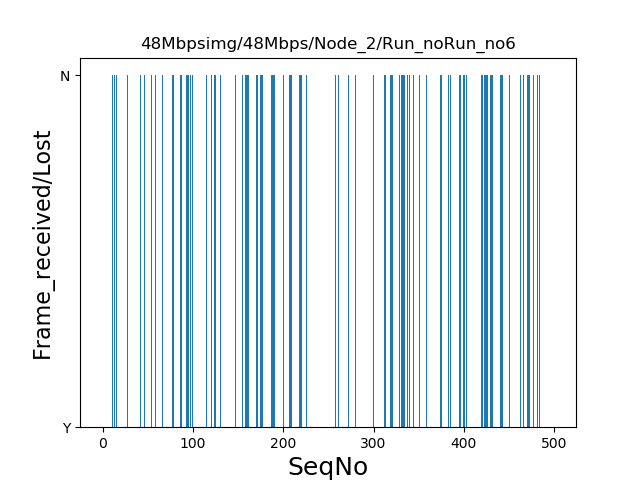 48Mbpsimg/48Mbps/Node_2/Run_noRun_no6
N
Frame_received/Lost
Y
0 100 200 300 400 500
SeqNo